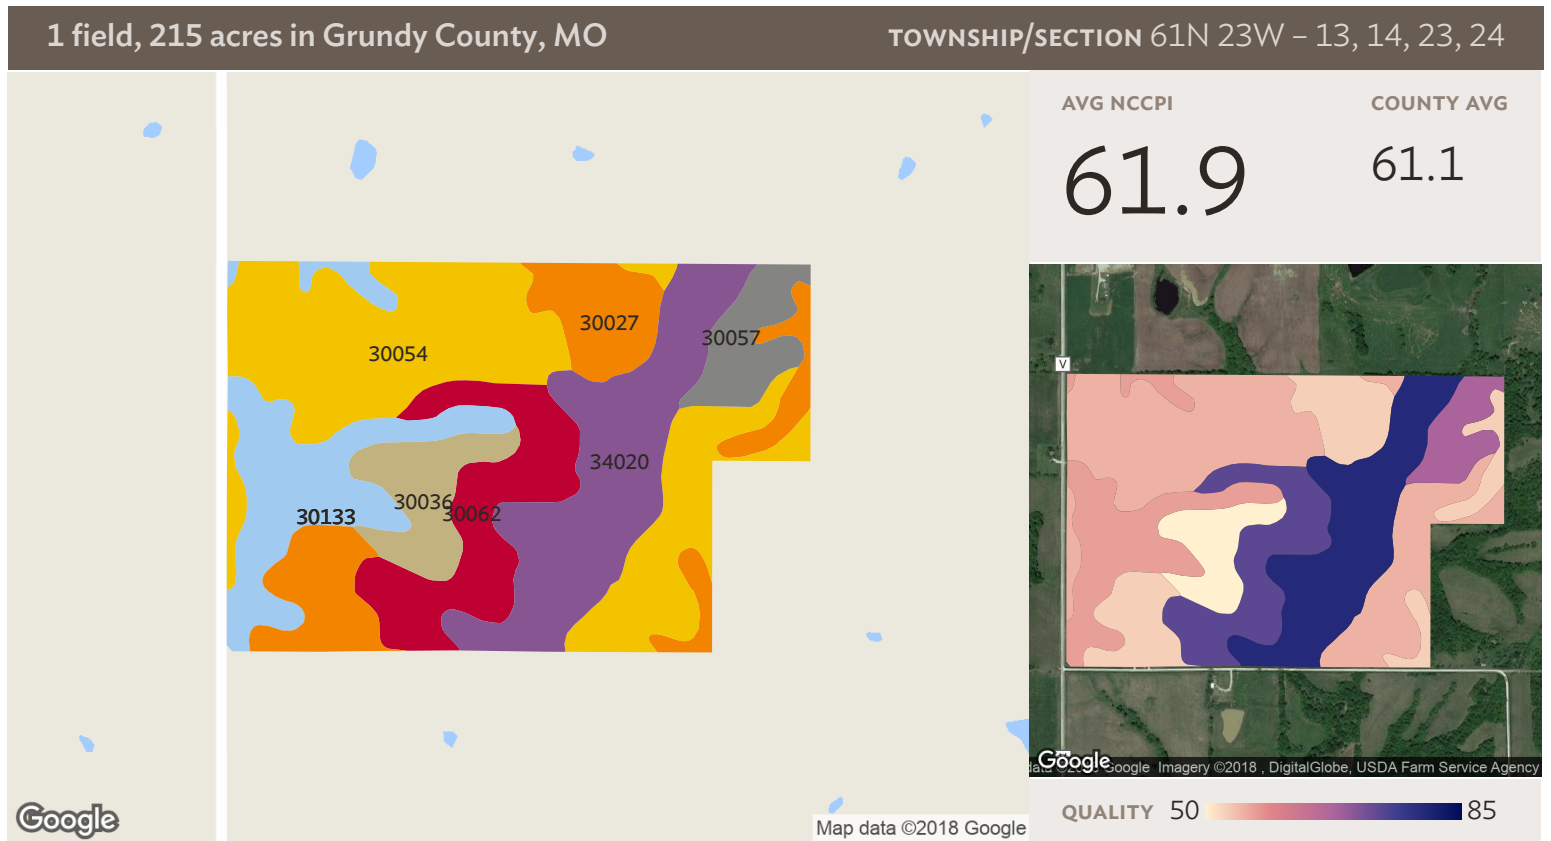 1 field, 215 acres in Grundy County, MO
TOWNSHIP/SECTION 61N 23W – 13, 14, 23, 24
AVG NCCPI
COUNTY AVG
61.9
61.1
30027
30057
30054
34020
30036
30062
30133
V
Google
Map data ©2018 Google
Google
Google Imagery ©2018 , DigitalGlobe, USDA Farm Service Agency
QUALITY 50 85